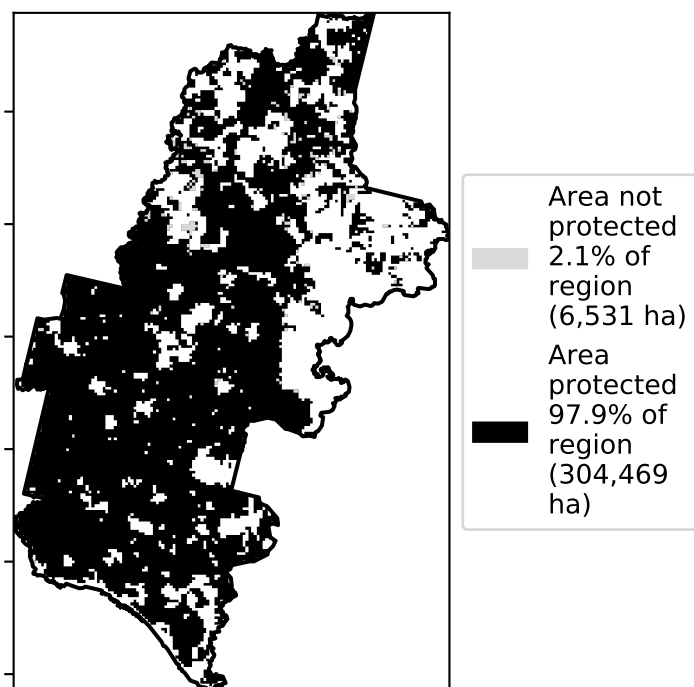 Area not
protected
2.1% of
region
(6,531 ha)
Area
protected
97.9% of
region
(304,469
ha)